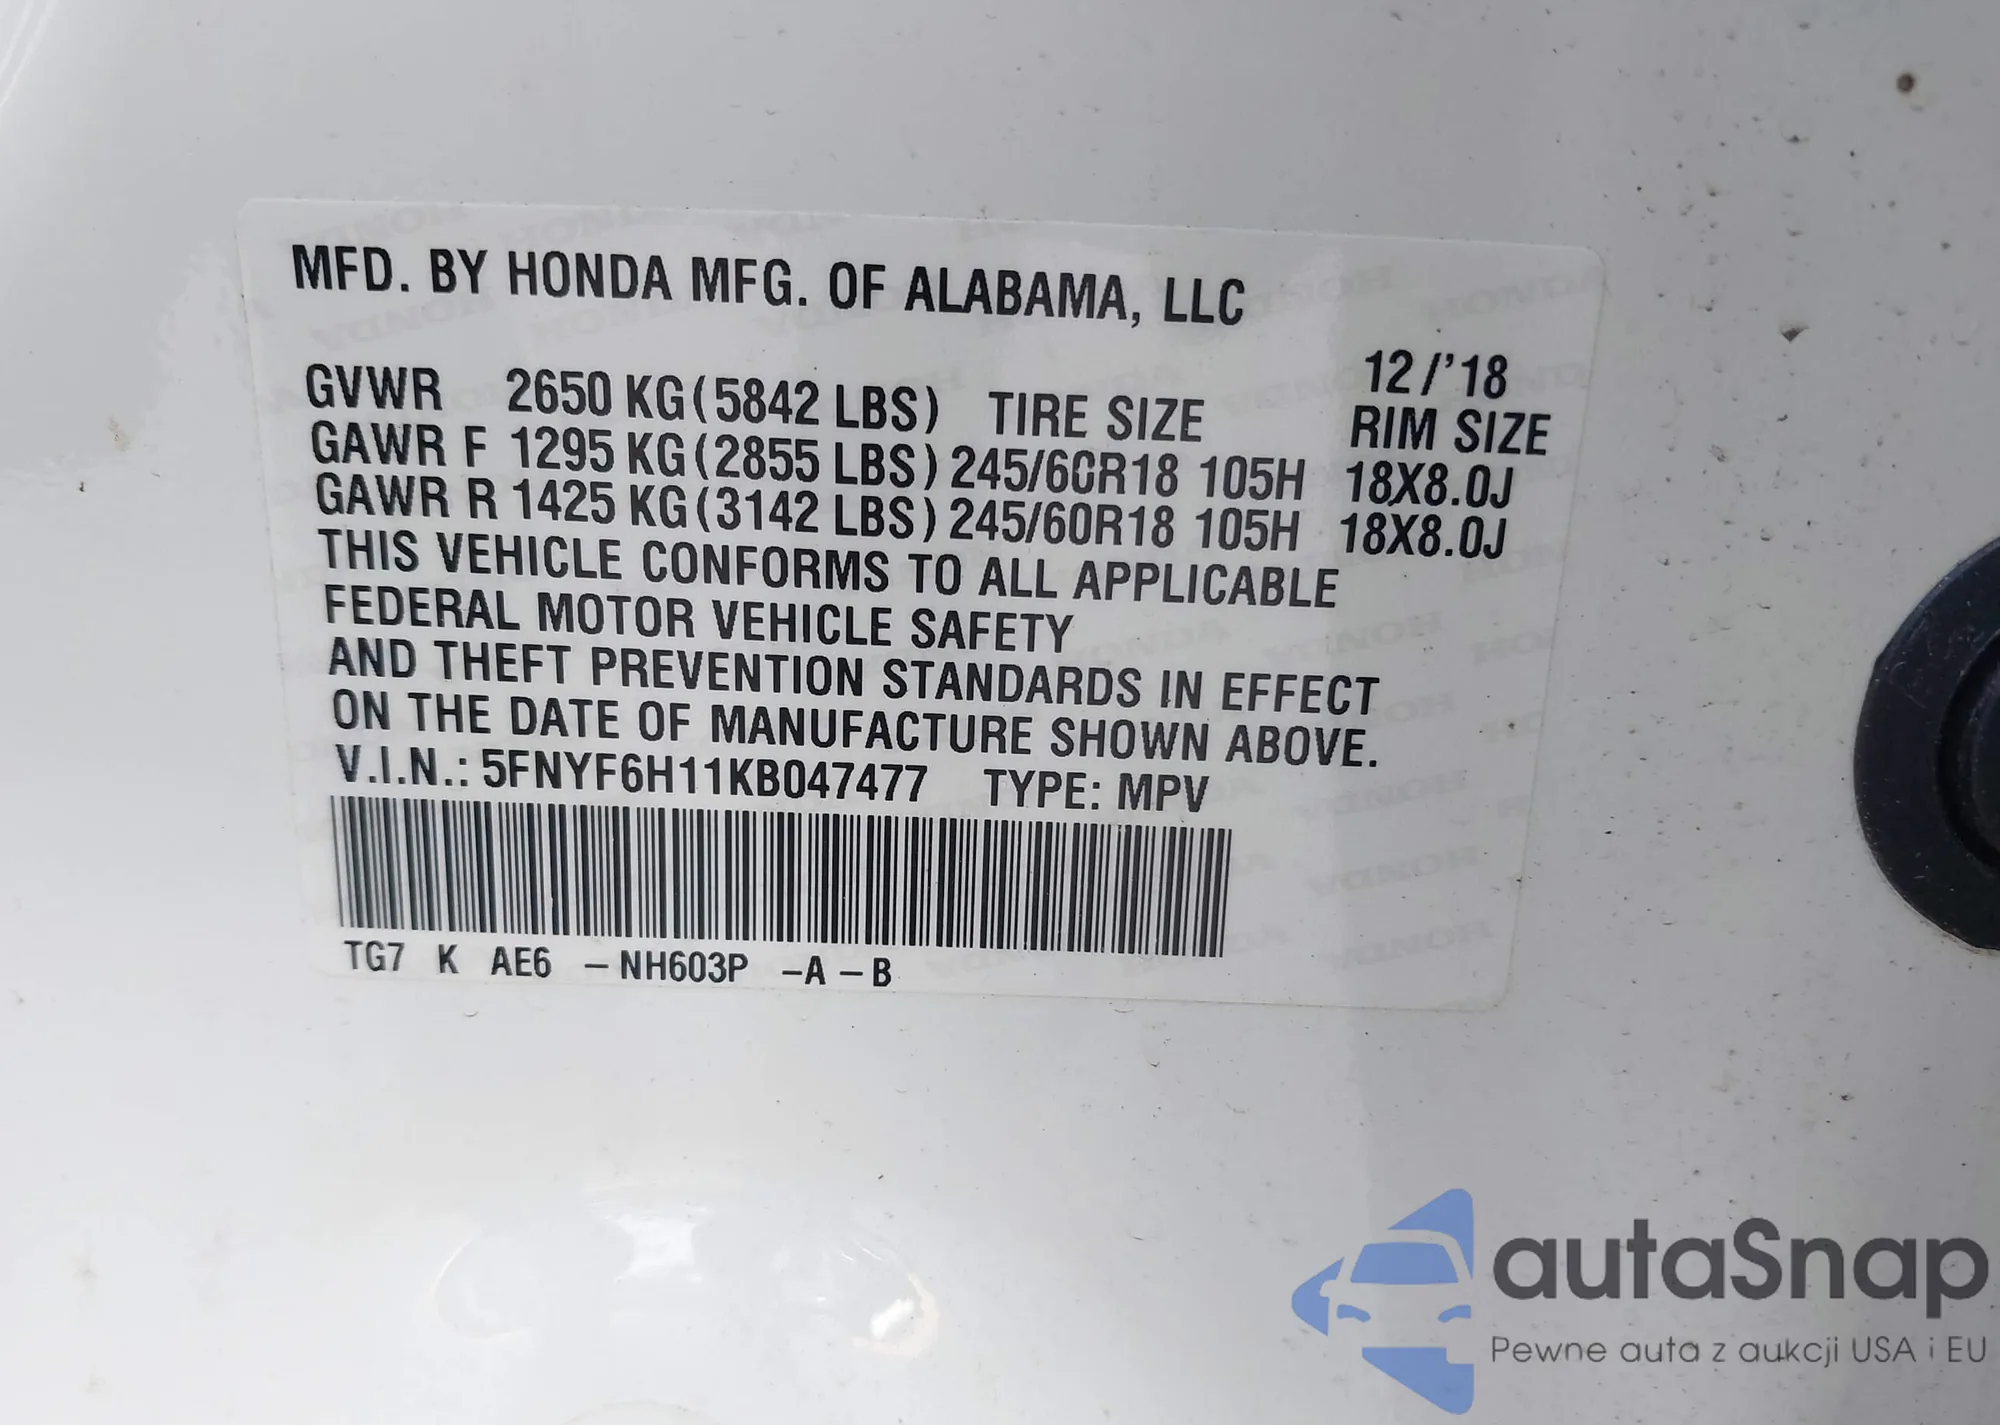 MFD. BY HONDA MFG. OF ALABAMA, LLC
12/'18
GVWR 2650 KG(5842 LBS) TIRE SIZE RIM SIZE
GAWR F 1295 KG(2855 LBS) 245/60R18 105H 18X8.0J
GAWR R 1425 KG(3142 LBS) 245/60R18 105H 18X8.0J
THIS VEHICLE CONFORMS TO ALL APPLICABLE
FEDERAL MOTOR VEHICLE SAFETY
AND THEFT PREVENTION STANDARDS IN EFFECT
ON THE DATE OF MANUFACTURE SHOWN ABOVE.
V.I.N.: 5FNYF6H11KB047477 TYPE: MPV
TG7 K AE6 -NH603P -A-B
autaSnap
Pewne auta z aukcji USA i EU